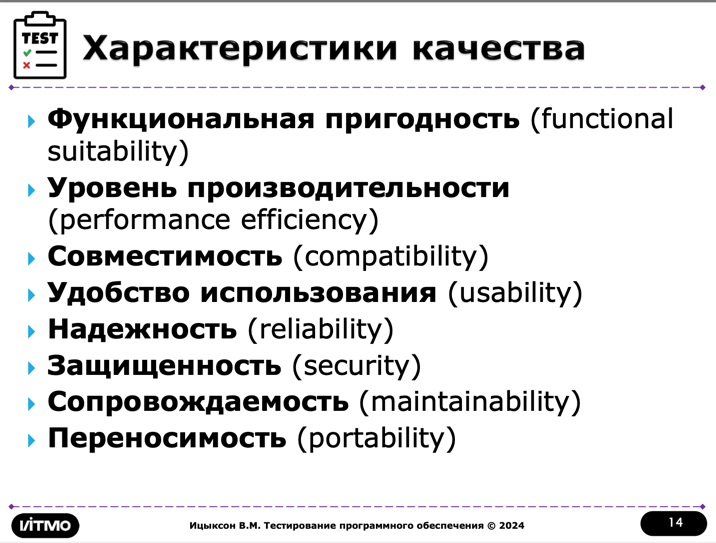 TEST
Характеристики качества
Функциональная пригодность (functional
suitability)
Уровень производительности
(performance efficiency)
Совместимость (compatibility)
Удобство использования (usability)
Надежность (reliability)
Защищенность (security)
Сопровождаемость (maintainability)
Переносимость (portability)
ИТМО
Ицыксон В.М. Тестирование программного обеспечения © 2024
14